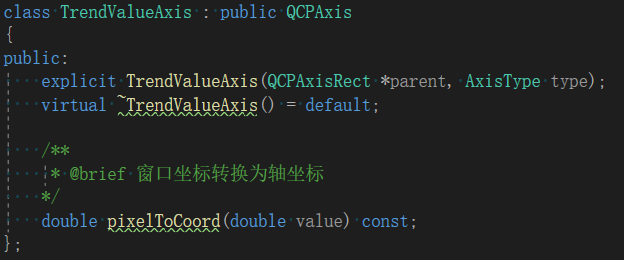 class TrendValueAxis : public QCPAxis
{
public:
explicit TrendValueAxis(QCPAxisRect *parent, AxisType type);
virtual ~TrendValueAxis() = default;
/**
* @brief 窗口坐标转换为轴坐标
*/
double pixelToCoord(double value) const;
};